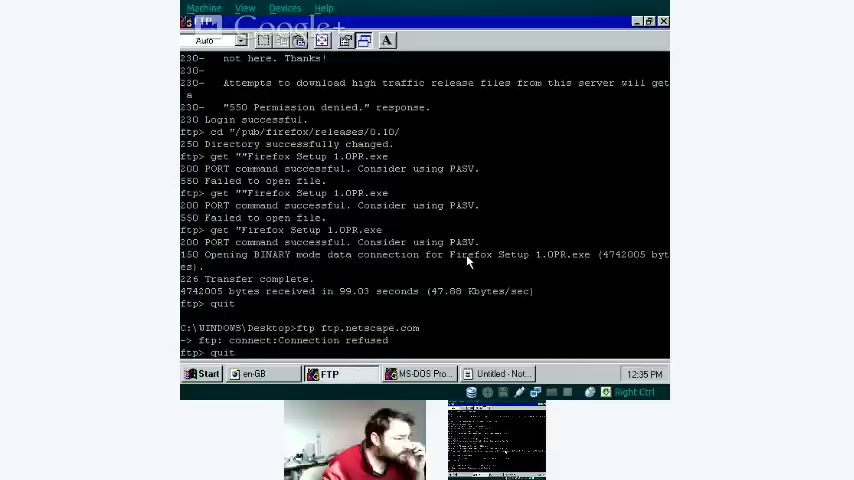 Machine View Devices Help
FTP
Google+
Auto
230- not here. Thanks!
230-
230- Attempts to download high traffic release files from this server will get
a
230- "550 Permission denied." response.
230 Login successful.
ftp> cd "/pub/firefox/releases/0.10/
250 Directory successfully changed.
ftp> get ""Firefox Setup 1.0PR.exe
200 PORT command successful. Consider using PASV.
550 Failed to open file.
ftp> get ""Firefox Setup 1.0PR.exe
200 PORT command successful. Consider using PASV.
550 Failed to open file.
ftp> get "Firefox Setup 1.0PR.exe
200 PORT command successful. Consider using PASV.
150 Opening BINARY mode data connection for Firefox Setup 1.0PR.exe (4742005 byt
es).
226 Transfer complete.
4742005 bytes received in 99.03 seconds (47.88 Kbytes/sec)
ftp> quit
C:\WINDOWS\Desktop>ftp ftp.netscape.com
-> ftp: connect:Connection refused
ftp> quit
Start en-GB FTP MS-DOS Pro... Untitled - Not... 12:35 PM
Right Ctrl